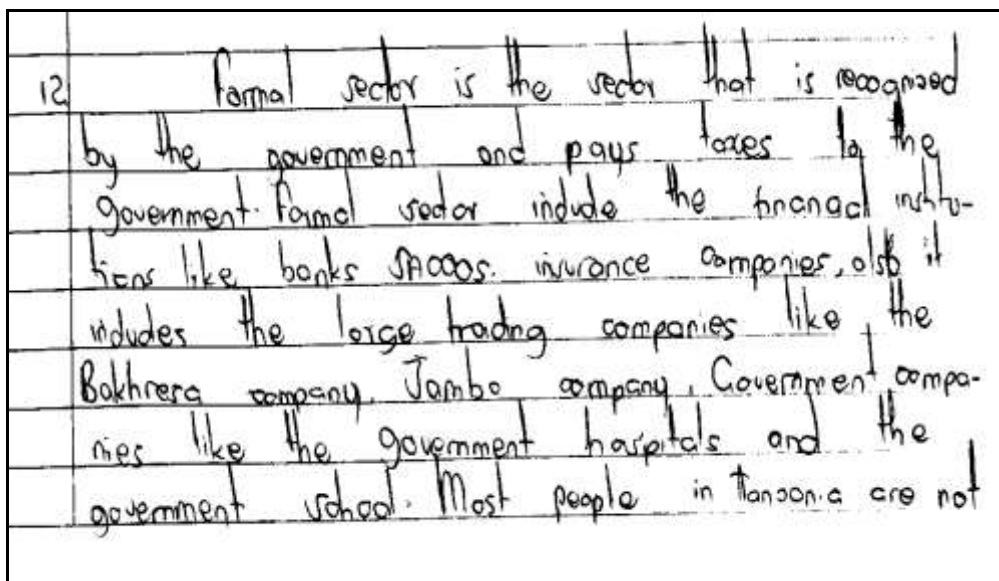 12 Formal sector is the sector that is recognized
by the government and pays taxes to the
government. Formal sector include the financial institu-
tions like banks SACCOS. insurance companies, also it
includes the large trading companies like, the
Bakhresa company, Jambo company, Government compa-
nies like the government hospitals and the
government school. Most people in Tanzania are not